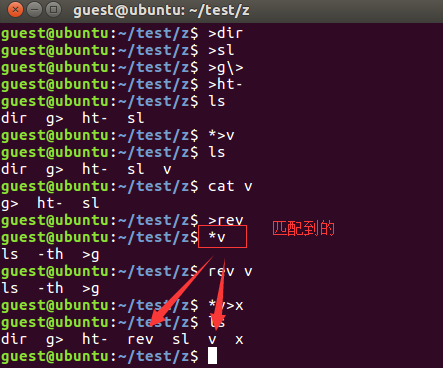 guest@ubuntu: ~/test/z
guest@ubuntu:~/test/z$ >dir
guest@ubuntu:~/test/z$ >sl
guest@ubuntu:~/test/z$ >g\>
guest@ubuntu:~/test/z$ >ht-
guest@ubuntu:~/test/z$ ls
dir  g>  ht-  sl
guest@ubuntu:~/test/z$ *>v
guest@ubuntu:~/test/z$ ls
dir  g>  ht-  sl  v
guest@ubuntu:~/test/z$ cat v
g>  ht-  sl
guest@ubuntu:~/test/z$ >rev
guest@ubuntu:~/test/z$ *v 匹配到的
ls  -th  >g
guest@ubuntu:~/test/z$ rev v
ls  -th  >g
guest@ubuntu:~/test/z$ *v>x
guest@ubuntu:~/test/z$ ls
dir  g>  ht-  rev  sl  v  x
guest@ubuntu:~/test/z$